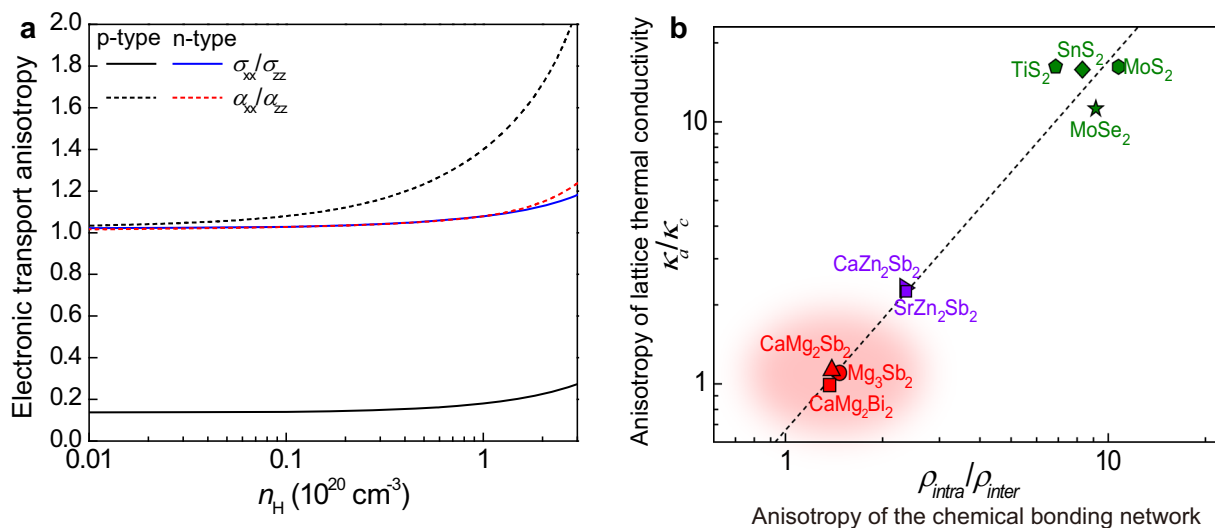 a
p-type n-type
σxx/σzz
αxx/αzz
Electronic transport anisotropy
2.0
1.8
1.6
1.4
1.2
1.0
0.8
0.6
0.4
0.2
0.0
0.01 0.1 1
nH (10^20 cm^-3)
b
Anisotropy of lattice thermal conductivity
κa/κc
10
1
SnS2
TiS2
MoS2
MoSe2
CaZn2Sb2
SrZn2Sb2
CaMg2Sb2
Mg3Sb2
CaMg2Bi2
1 10
ρintra/ρinter
Anisotropy of the chemical bonding network